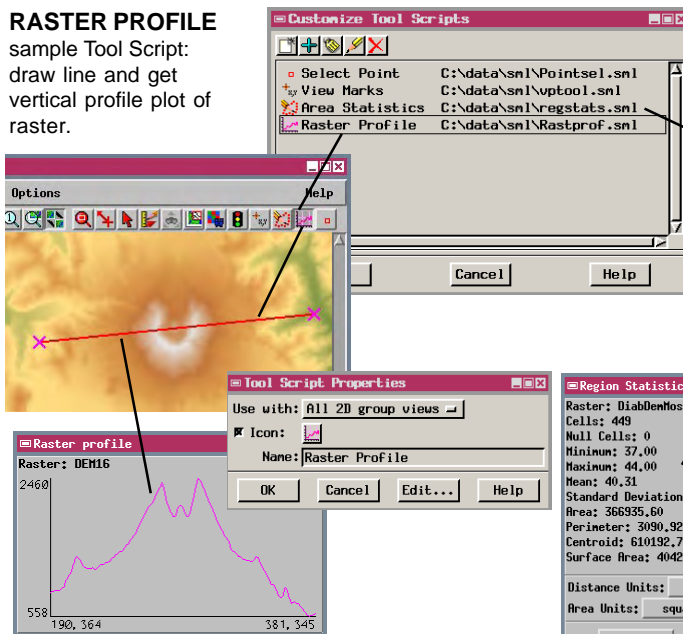 RASTER PROFILE
sample Tool Script:
draw line and get
vertical profile plot of
raster.
Customize Tool Scripts
Select Point C:\data\sml\Pointsel.sml
View Marks C:\data\sml\vptool.sml
Area Statistics C:\data\sml\regstats.sml
Raster Profile C:\data\sml\Rastprof.sml
Cancel Help
Options Help
Tool Script Properties
Use with: All 2D group views
Icon:
Name: Raster Profile
OK Cancel Edit... Help
Raster profile
Raster: DEM16
2460
558
190, 364 381, 345
Region Statistic
Raster: DiabDemMos
Cells: 449
Null Cells: 0
Minimum: 37.00
Maximum: 44.00
Mean: 40.31
Standard Deviation
Area: 366935.60
Perimeter: 3090.92
Centroid: 610192.7
Surface Area: 4042
Distance Units:
Area Units: squ